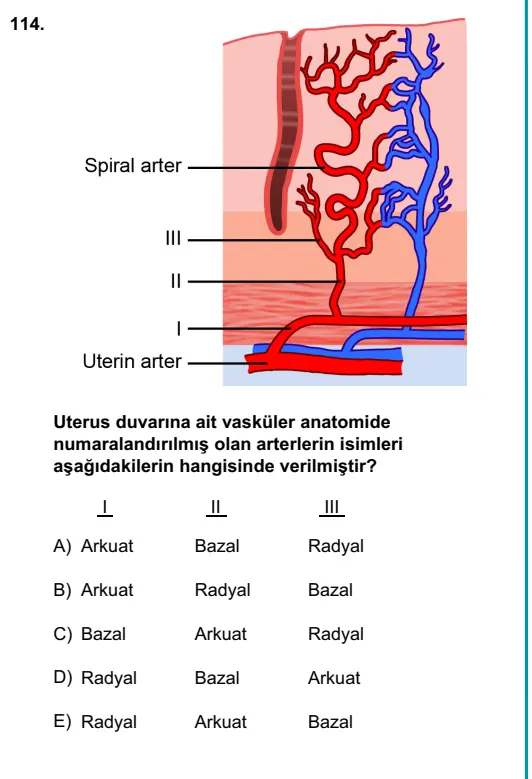 114.
Spiral arter
III
II
I
Uterin arter
Uterus duvarına ait vasküler anatomide
numaralandırılmış olan arterlerin isimleri
aşağıdakilerin hangisinde verilmiştir?
I II III
A) Arkuat Bazal Radyal
B) Arkuat Radyal Bazal
C) Bazal Arkuat Radyal
D) Radyal Bazal Arkuat
E) Radyal Arkuat Bazal